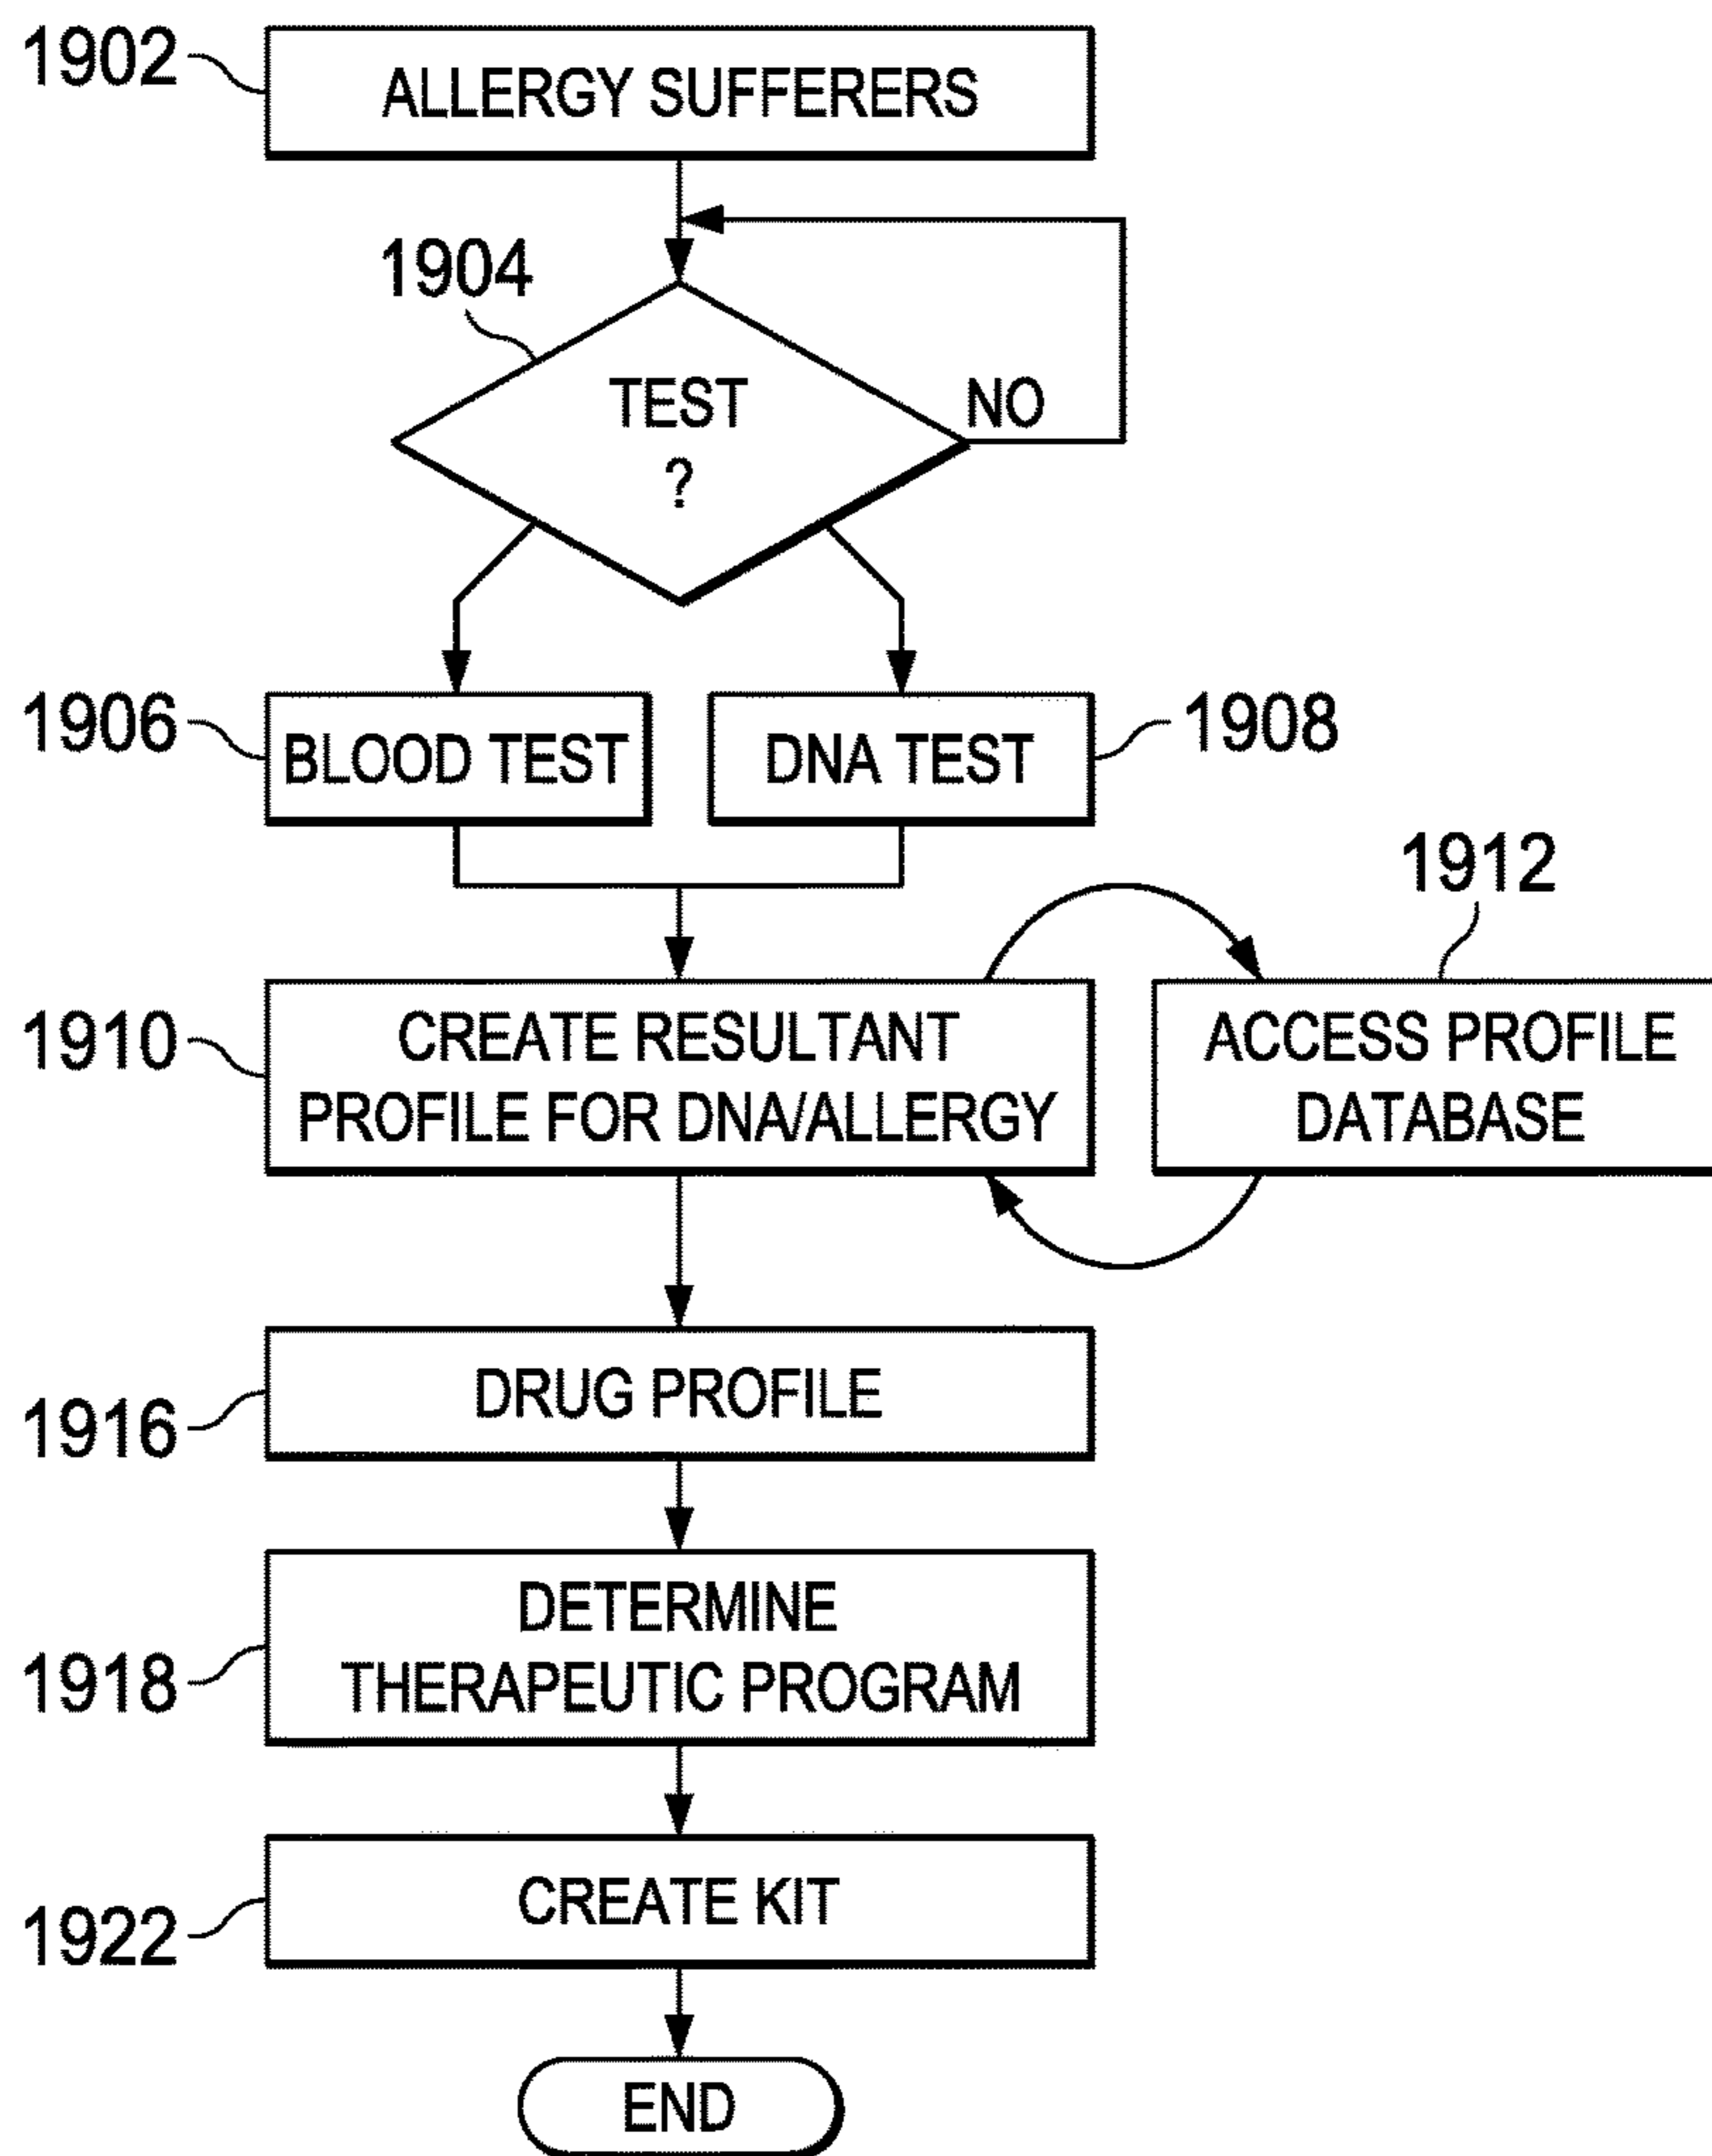 1902
ALLERGY SUFFERERS
1904
TEST
?
NO
1906
BLOOD TEST
DNA TEST
1908
1912
1910
CREATE RESULTANT
PROFILE FOR DNA/ALLERGY
ACCESS PROFILE
DATABASE
DRUG PROFILE
1916
DETERMINE
THERAPEUTIC PROGRAM
1918
CREATE KIT
1922
END